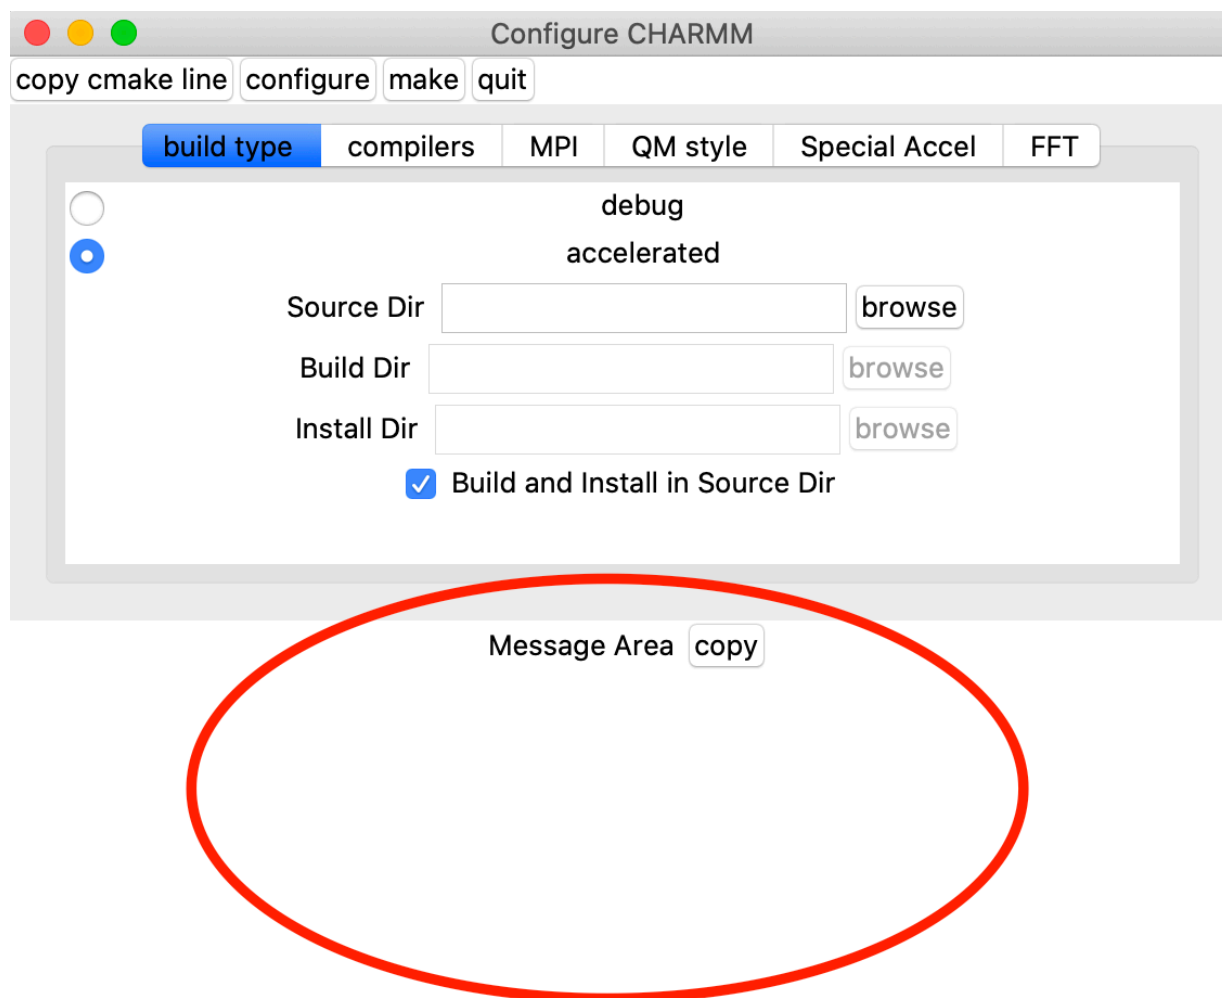 Configure CHARMM
copy cmake line configure make quit
build type compilers MPI QM style Special Accel FFT
debug
accelerated
Source Dir browse
Build Dir browse
Install Dir browse
Build and Install in Source Dir
Message Area copy